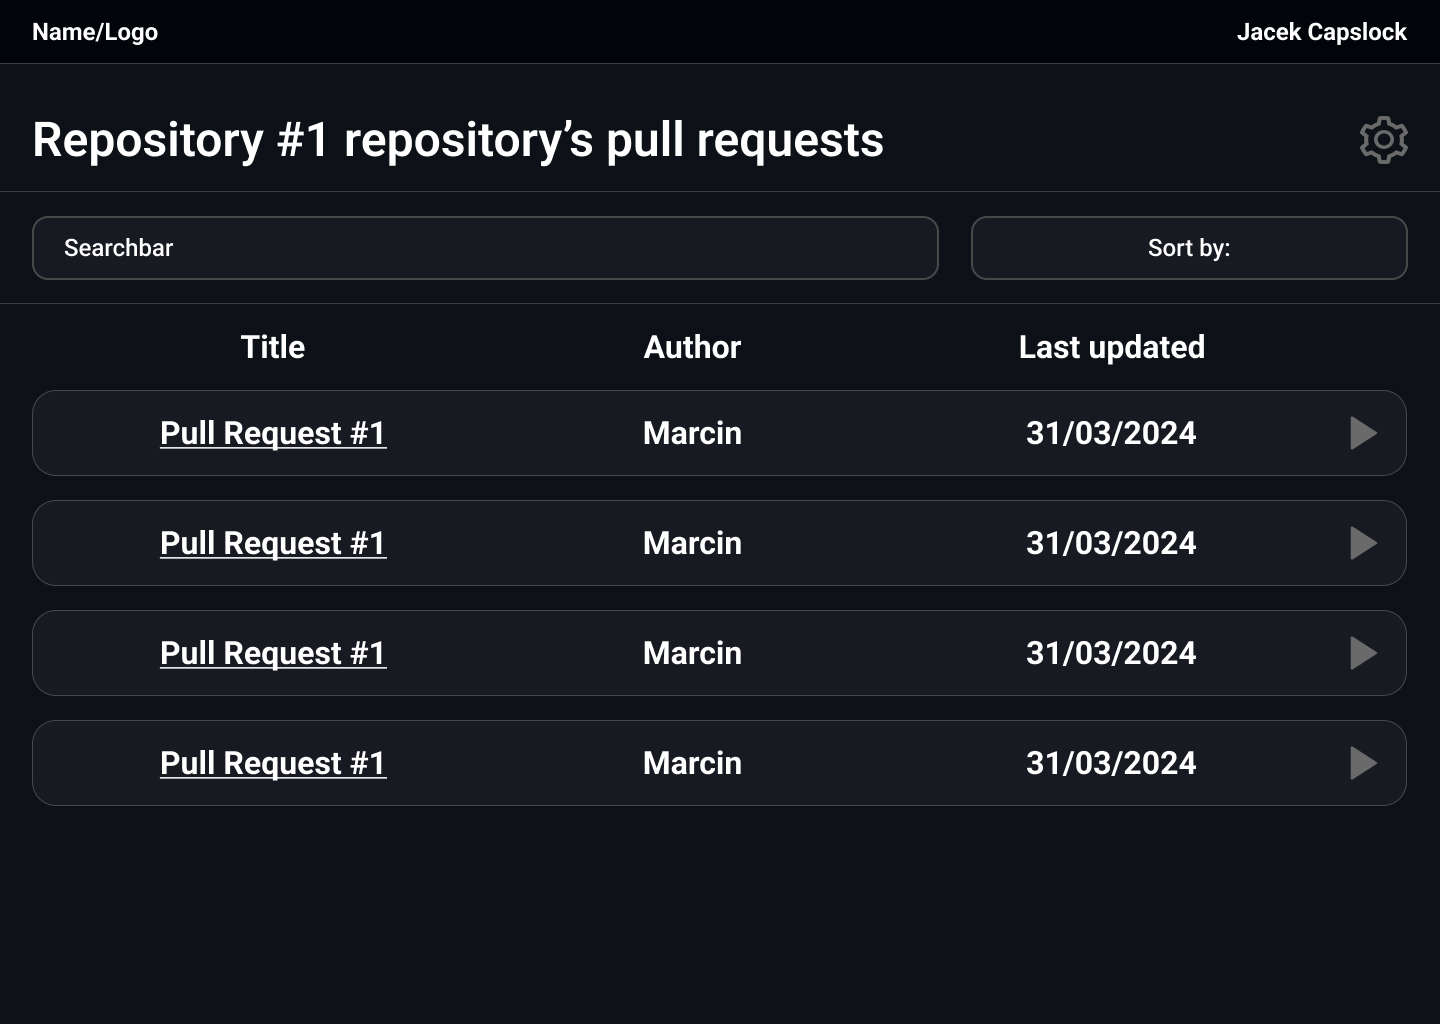 Name/Logo Jacek Capslock
Repository #1 repository’s pull requests
Searchbar Sort by:
Title Author Last updated
Pull Request #1 Marcin 31/03/2024
Pull Request #1 Marcin 31/03/2024
Pull Request #1 Marcin 31/03/2024
Pull Request #1 Marcin 31/03/2024